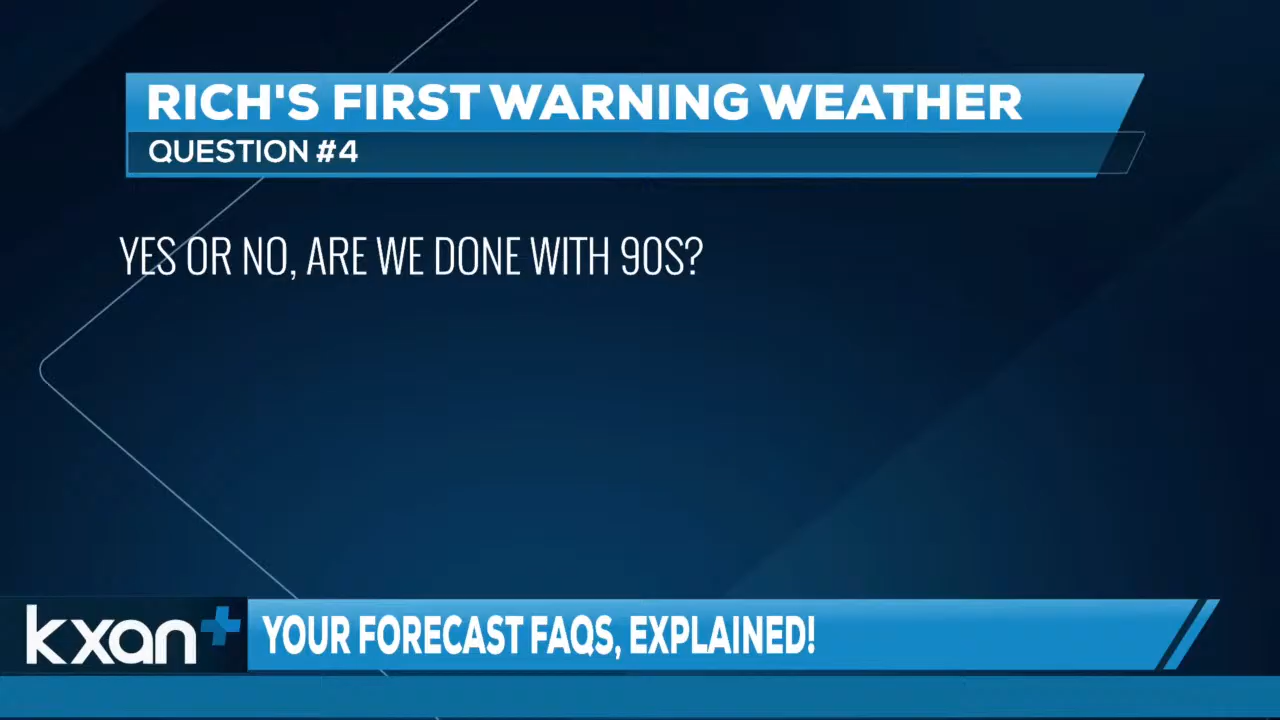 RICH'S FIRST WARNING WEATHER
QUESTION #4
YES OR NO, ARE WE DONE WITH 90S?
kxan+
YOUR FORECAST FAQS, EXPLAINED!